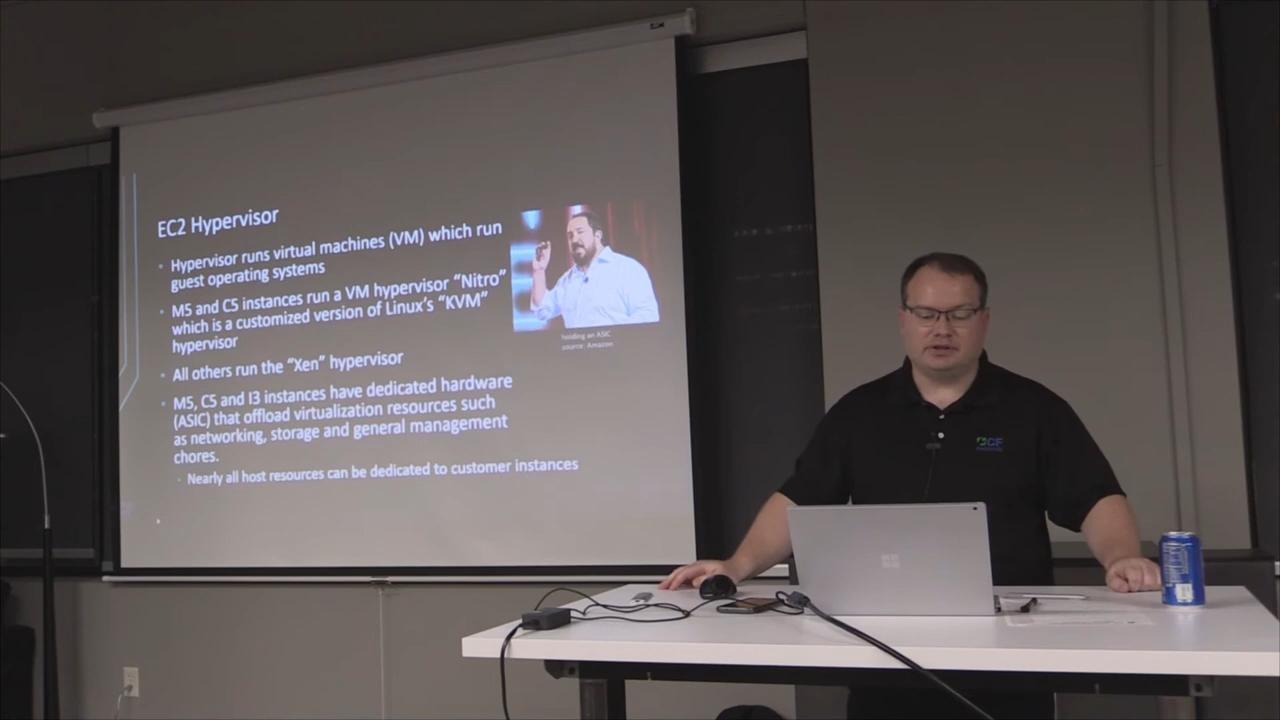 EC2 Hypervisor
Hypervisor runs virtual machines (VM) which run
guest operating systems
M5 and C5 instances run a VM hypervisor “Nitro”
which is a customized version of Linux's “KVM”
hypervisor
All others run the “Xen” hypervisor
M5, C5 and I3 instances have dedicated hardware
(ASIC) that offload virtualization resources such
as networking, storage and general management
chores.
Nearly all host resources can be dedicated to customer instances
holding an ASIC
source: Amazon
CF